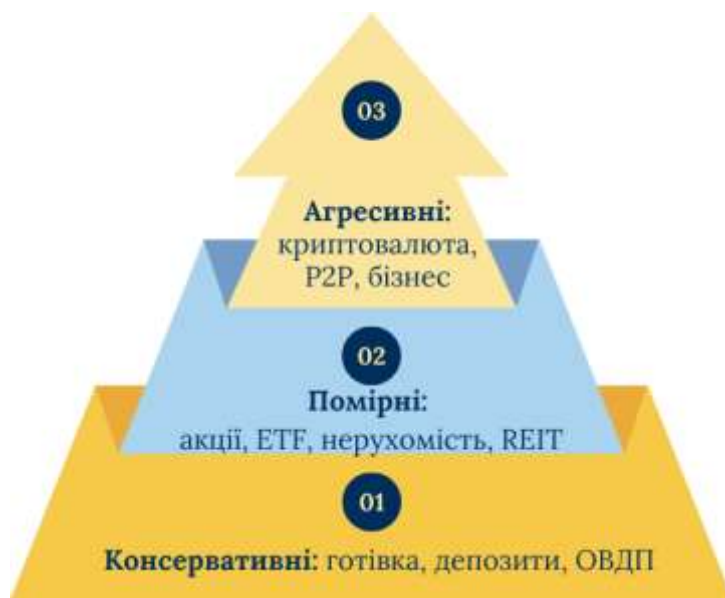 03
Агресивні:
криптовалюта,
P2P, бізнес
02
Помірні:
акції, ETF, нерухомість, REIT
01
Консервативні: готівка, депозити, ОВДП